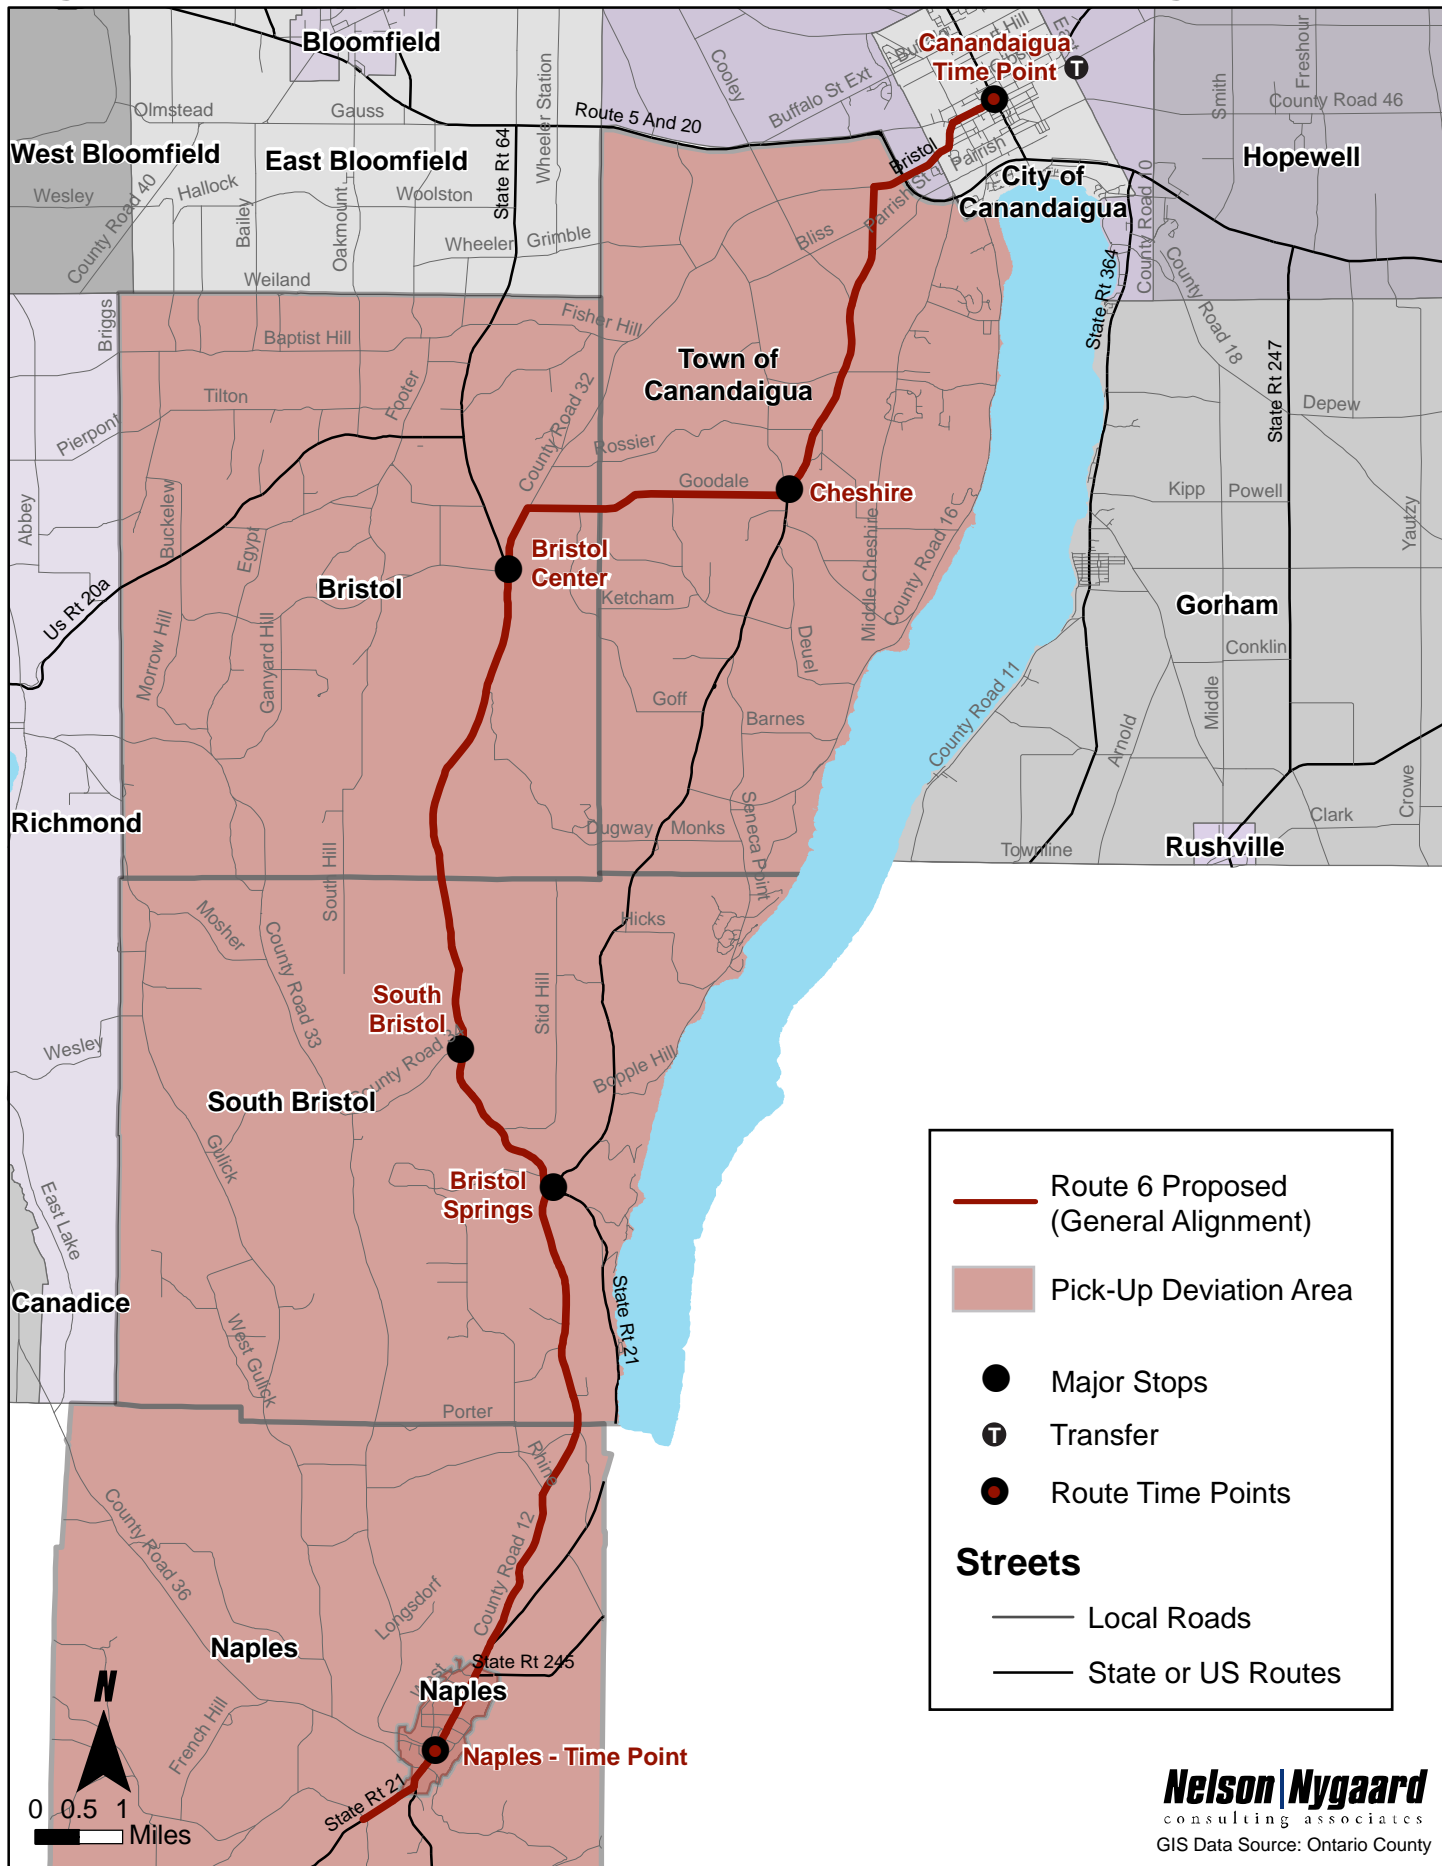 Bloomfield
Canandaigua
Time Point
T
Buffalo St Ext
Cooley
East
Smith
Freshour
County Road 46
Olmstead
Gauss
Wheeler Station
Route 5 And 20
West Bloomfield
East Bloomfield
State Rt 64
Bristol
Parrish
Parrish St
City of
Canandaigua
County Road 10
Hopewell
Wesley
County Road 40
Hallock
Bailey
Oakmount
Woolston
Wheeler
Grimble
Weiland
Bliss
State Rt 364
County Road 18
State Rt 247
Briggs
Baptist Hill
Fisher Hill
Town of
Canandaigua
Tilton
Footer
County Road 32
Pierpont
Rossier
Depew
Goodale
Cheshire
Kipp
Powell
Yautzy
Abbey
Buckelew
Egypt
Bristol
Center
Middle Cheshire
County Road 16
Us Rt 20a
Bristol
Ketcham
Gorham
Morrow Hill
Ganyard Hill
Deuel
Conklin
Goff
Barnes
County Road 11
Arnold
Middle
Crowe
Richmond
South Hill
Dugway
Monks
Seneca Point
Clark
Townline
Rushville
Mosher
County Road 33
Hicks
Stid Hill
South
Bristol
Wesley
County Road 34
Bopple Hill
South Bristol
Gulick
Bristol
Springs
East Lake
Canadice
West Gulick
State Rt 21
Porter
Rhine
County Road 36
County Road 12
Longsdorf
Naples
West
State Rt 245
Naples
French Hill
Naples - Time Point
State Rt 21
N
0 0.5 1
Miles
Route 6 Proposed
(General Alignment)
Pick-Up Deviation Area
Major Stops
T
Transfer
Route Time Points
Streets
Local Roads
State or US Routes
Nelson|Nygaard
consulting associates
GIS Data Source: Ontario County